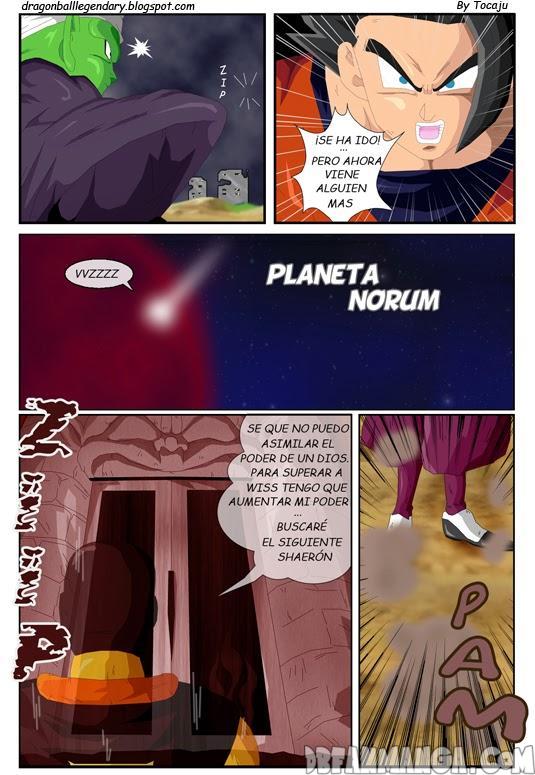 dragonballlegendary.blogspot.com
By Tocaju
ZIP
¡SE HA IDO!
...
PERO AHORA
VIENE
ALGUIEN
MAS
VVZZZZ
PLANETA
NORUM
SE QUE NO PUEDO
ASIMILAR EL
PODER DE UN DIOS.
PARA SUPERAR A
WISS TENGO QUE
AUMENTAR MI PODER
...
BUSCARÉ
EL SIGUIENTE
SHAERÓN
PAM
DREAMMANGA.COM